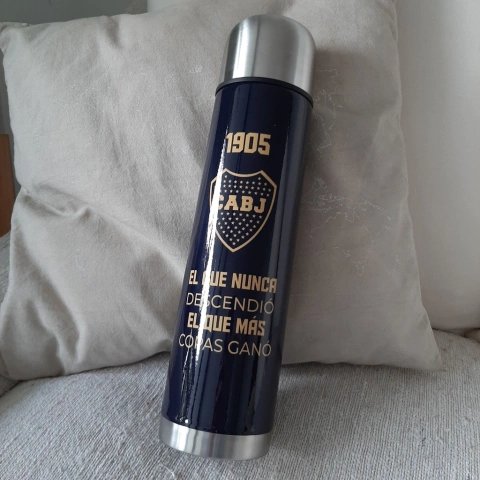 1905
CABJ
EL QUE NUNCA
DESCENDIÓ
EL QUE MÁS
COPAS GANÓ